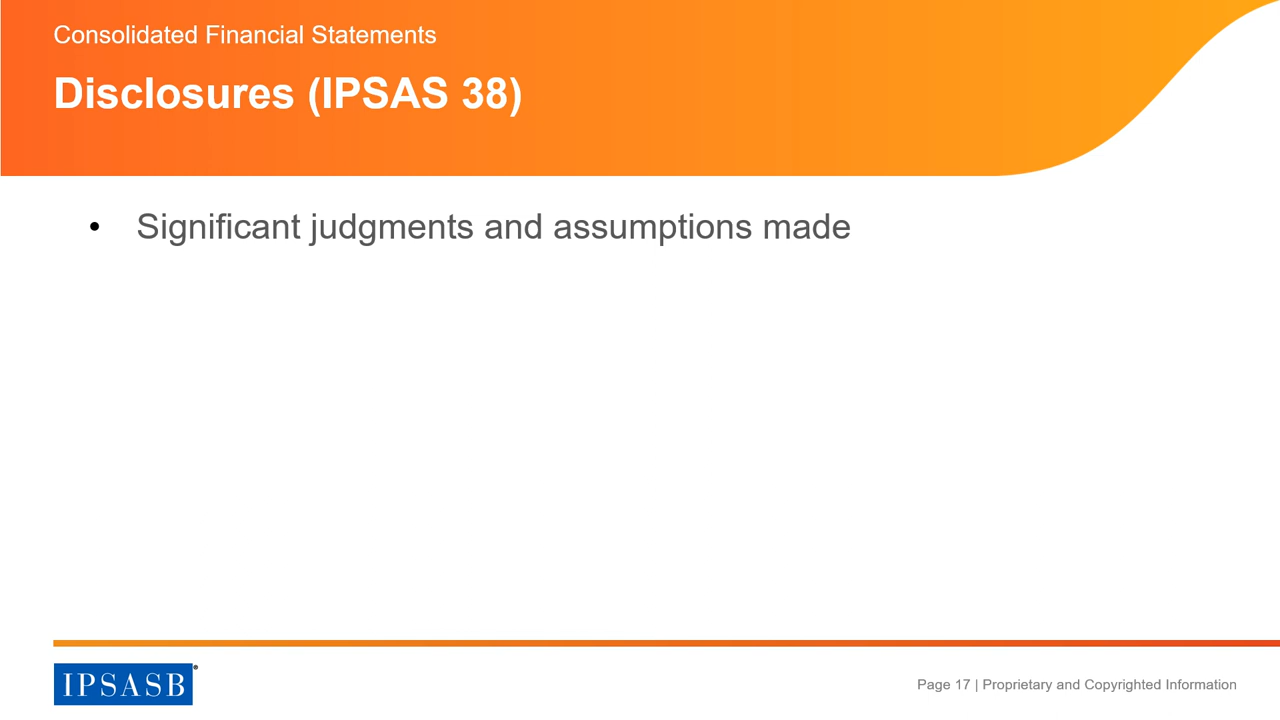 Consolidated Financial Statements
Disclosures (IPSAS 38)
• Significant judgments and assumptions made
IPSASB®
Page 17 | Proprietary and Copyrighted Information